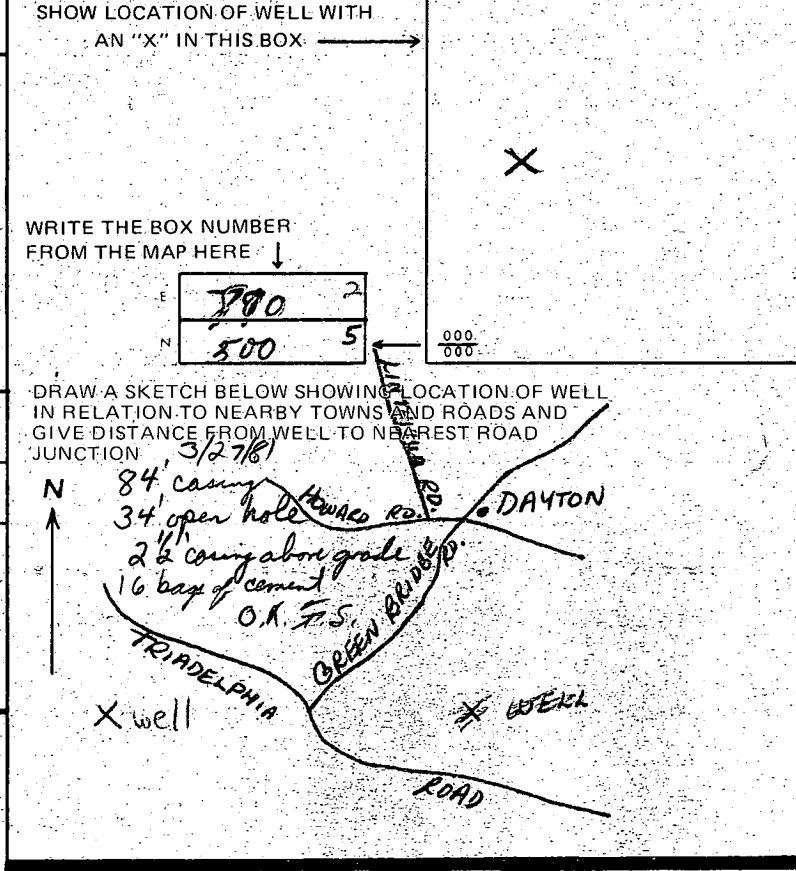 SHOW LOCATION OF WELL WITH
AN "X" IN THIS BOX
X
WRITE THE BOX NUMBER
FROM THE MAP HERE
E 2
N 500 5
000
000
DRAW A SKETCH BELOW SHOWING LOCATION OF WELL
IN RELATION TO NEARBY TOWNS AND ROADS AND
GIVE DISTANCE FROM WELL TO NEAREST ROAD
JUNCTION 3/27/81
RD.
N
84' casing
34' open hole
2½' casing above grade
16 bags of cement
O.K. S.
HOWARD RD.
DAYTON
GREEN BRIDGE RD.
TRIADELPHIA
ROAD
X well
X WELL